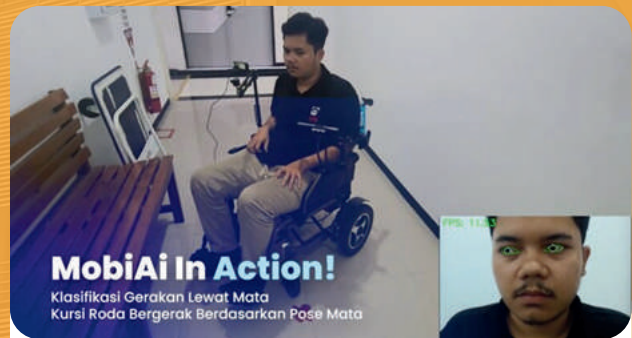 MobiAi In Action!
Klasifikasi Gerakan Lewat Mata
Kursi Roda Bergerak Berdasarkan Pose Mata